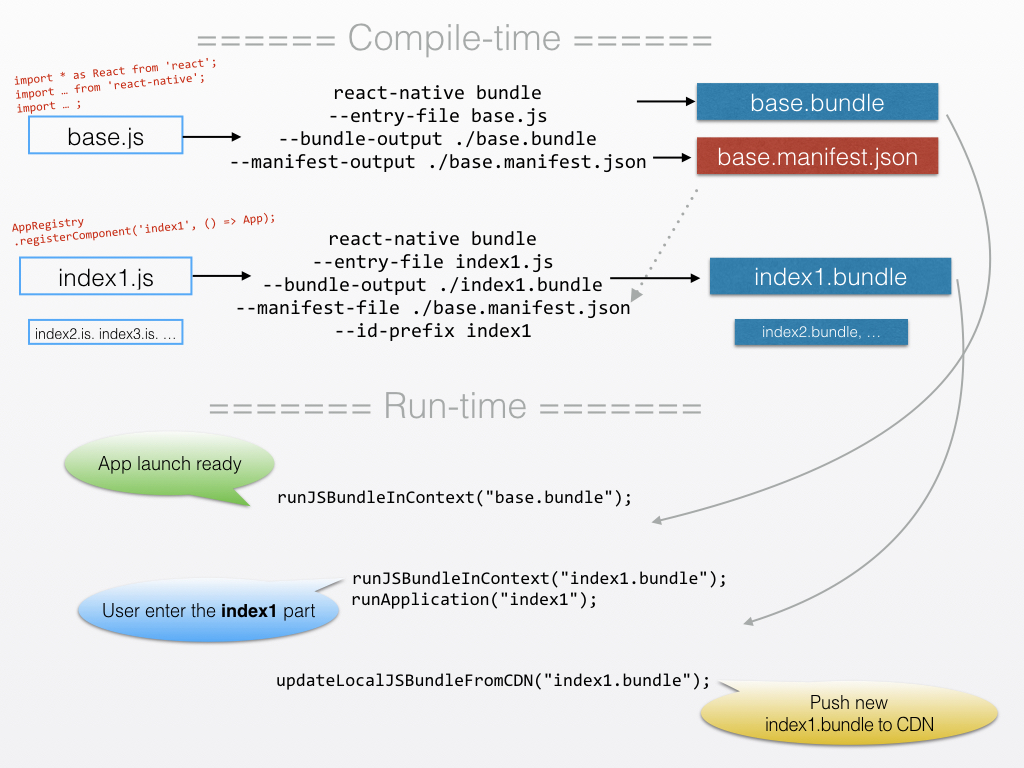 ====== Compile-time ======
import * as React from 'react';
import … from 'react-native';
import … ;
base.js
react-native bundle
--entry-file base.js
--bundle-output ./base.bundle
--manifest-output ./base.manifest.json
base.bundle
base.manifest.json
AppRegistry
.registerComponent('index1', () => App);
index1.js
index2.js, index3.js, …
react-native bundle
--entry-file index1.js
--bundle-output ./index1.bundle
--manifest-file ./base.manifest.json
--id-prefix index1
index1.bundle
index2.bundle, …
======= Run-time =======
App launch ready
runJSBundleInContext("base.bundle");
User enter the index1 part
runJSBundleInContext("index1.bundle");
runApplication("index1");
updateLocalJSBundleFromCDN("index1.bundle");
Push new
index1.bundle to CDN